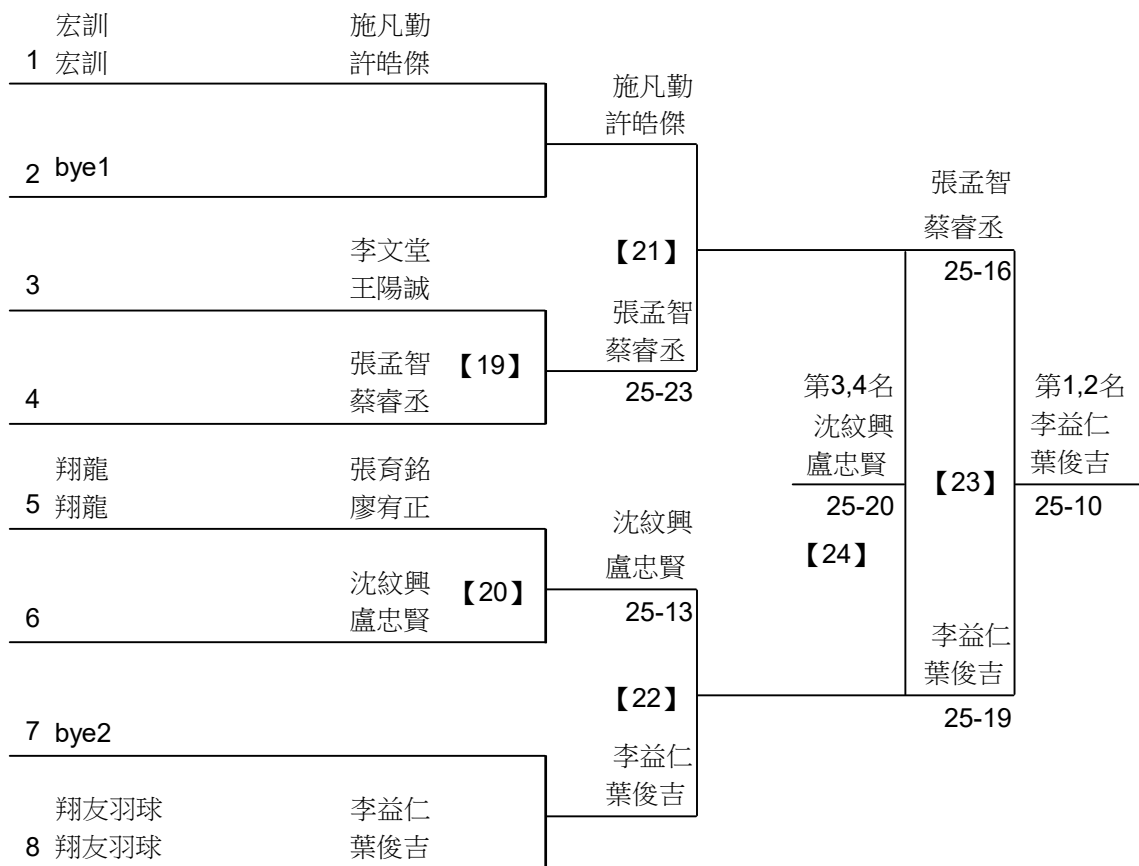 宏訓 施凡勤
1 宏訓 許皓傑
施凡勤
許皓傑
2 bye1
張孟智
蔡睿丞
李文堂 【21】
3 王陽誠
25-16
張孟智
張孟智 【19】 蔡睿丞
4 蔡睿丞
25-23
第3,4名 第1,2名
沈紋興 李益仁
盧忠賢 葉俊吉
翔龍 張育銘
5 翔龍 廖宥正
【23】
25-20 25-10
沈紋興
盧忠賢
【24】
沈紋興 【20】
6 盧忠賢
25-13
李益仁
葉俊吉
【22】
25-19
7 bye2
李益仁
葉俊吉
翔友羽球 李益仁
8 翔友羽球 葉俊吉